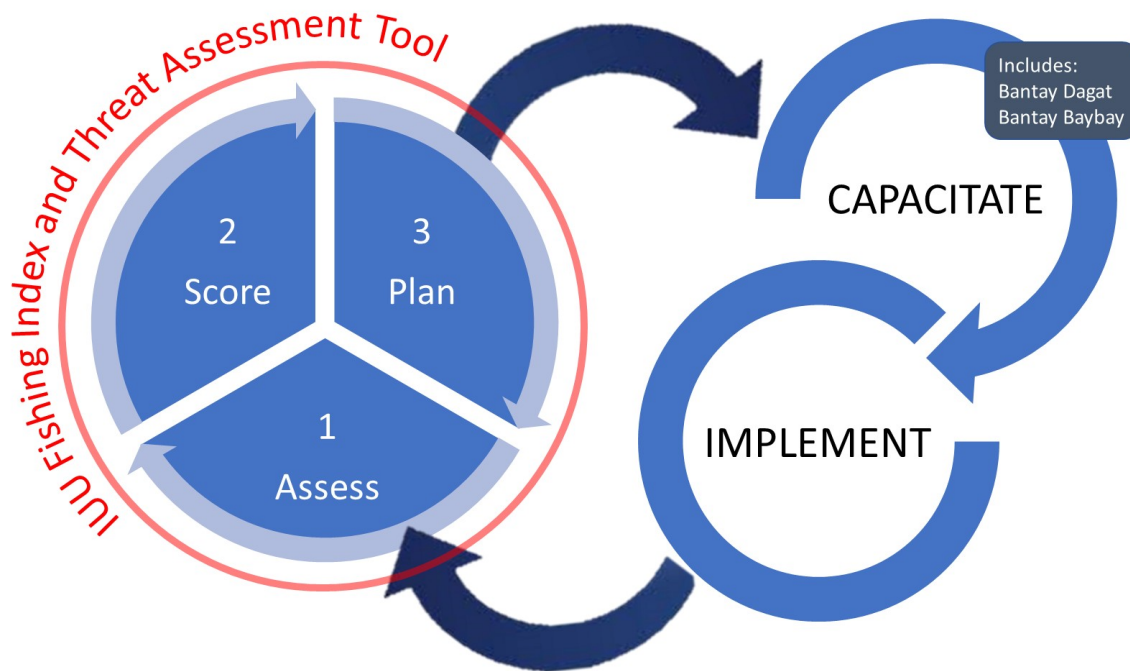 IUU Fishing Index and Threat Assessment Tool
1
Assess
2
Score
3
Plan
Includes:
Bantay Dagat
Bantay Baybay
CAPACITATE
IMPLEMENT